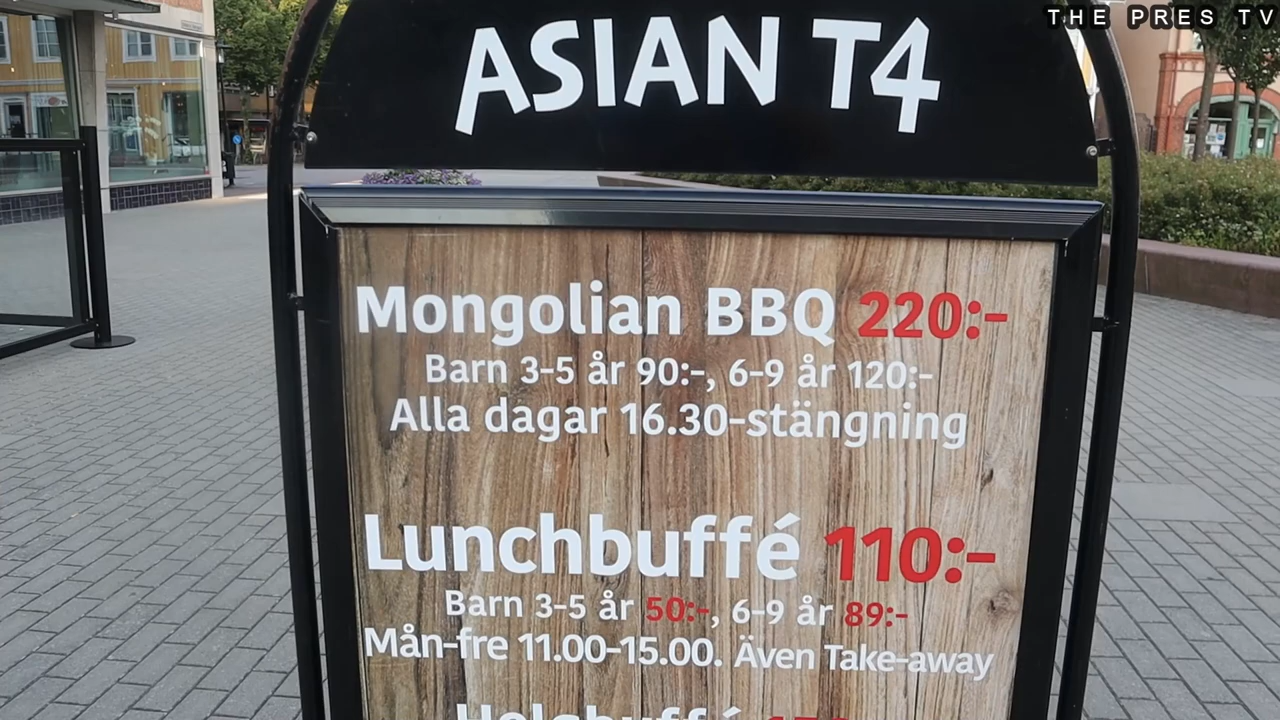 THE PRES TV
ASIAN T4
Mongolian BBQ 220:-
Barn 3-5 år 90:-, 6-9 år 120:-
Alla dagar 16.30-stängning
Lunchbuffé 110:-
Barn 3-5 år 50:-, 6-9 år 89:-
Mån-fre 11.00-15.00. Även Take-away